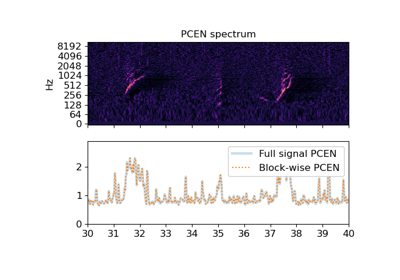 PCEN spectrum
Hz
8192
4096
2048
1024
512
256
128
64
0
Full signal PCEN
Block-wise PCEN
2
1
0
30 31 32 33 34 35 36 37 38 39 40